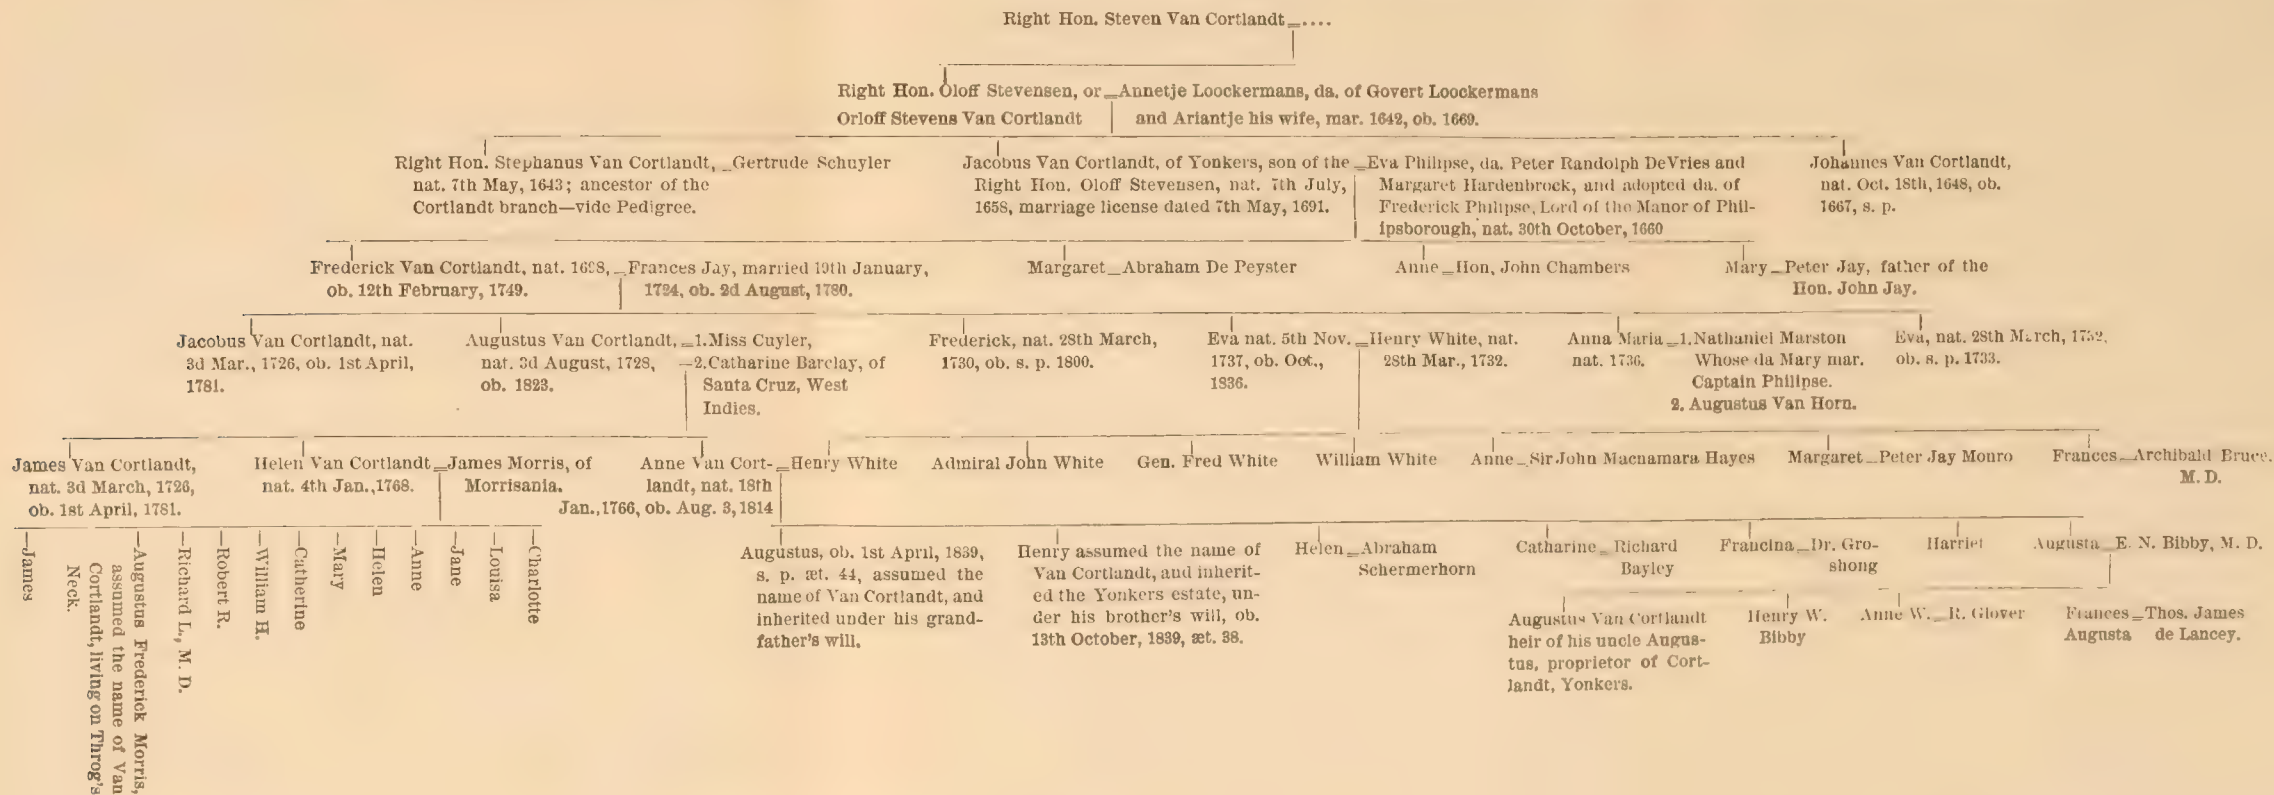 Right Hon. Steven Van Cortlandt=....
Right Hon. Oloff Stevensen, or=Annetje Loockermans, da. of Govert Loockermans
Orloff Stevens Van Cortlandt and Ariantje his wife, mar. 1642, ob. 1669.
Right Hon. Stephanus Van Cortlandt,=Gertrude Schuyler
nat. 7th May, 1643; ancestor of the
Cortlandt branch—vide Pedigree.
Jacobus Van Cortlandt, of Yonkers, son of the=Eva Philipse, da. Peter Randolph DeVries and
Right Hon. Oloff Stevensen, nat. 7th July, Margaret Hardenbrock, and adopted da. of
1658, marriage license dated 7th May, 1691. Frederick Philipse, Lord of the Manor of Phil-
ipsborough, nat. 30th October, 1660
Johannes Van Cortlandt,
nat. Oct. 18th, 1648, ob.
1667, s. p.
Frederick Van Cortlandt, nat. 1698,=Frances Jay, married 19th January,
ob. 12th February, 1749. 1724, ob. 2d August, 1780.
Margaret=Abraham De Peyster
Anne=Hon. John Chambers
Mary=Peter Jay, father of the
Hon. John Jay.
Jacobus Van Cortlandt, nat.
3d Mar., 1726, ob. 1st April,
1781.
Augustus Van Cortlandt,=1.Miss Cuyler,
nat. 3d August, 1728, —2.Catharine Barclay, of
ob. 1823. Santa Cruz, West
Indies.
Frederick, nat. 28th March,
1730, ob. s. p. 1800.
Eva nat. 5th Nov.=Henry White, nat.
1737, ob. Oct., 28th Mar., 1732.
1836.
Anna Maria=1.Nathaniel Marston
nat. 1736. Whose da Mary mar.
Captain Philipse.
2. Augustus Van Horn.
Eva, nat. 28th March, 1732,
ob. s. p. 1733.
James Van Cortlandt,
nat. 3d March, 1726,
ob. 1st April, 1781.
Helen Van Cortlandt=James Morris, of
nat. 4th Jan., 1768. Morrisania.
Anne Van Cort-=Henry White
landt, nat. 18th
Jan., 1766, ob. Aug. 3, 1814
Admiral John White
Gen. Fred White
William White
Anne=Sir John Macnamara Hayes
Margaret=Peter Jay Monro
Frances=Archibald Bruce.
M. D.
—James
—Augustus Frederick Morris,
assumed the name of Van
Cortlandt, living on Throg's
Neck.
—Richard L., M. D.
—Robert R.
—William H.
—Catherine
—Mary
—Helen
—Anne
—Jane
—Louisa
—Charlotte
Augustus, ob. 1st April, 1839,
s. p. æt. 44, assumed the
name of Van Cortlandt, and
inherited under his grand-
father's will.
Henry assumed the name of
Van Cortlandt, and inherit-
ed the Yonkers estate, un-
der his brother's will, ob.
13th October, 1839, æt. 38.
Helen=Abraham
Schermerhorn
Catharine=Richard
Bayley
Francina=Dr. Gro-
shong
Harriet
Augusta=E. N. Bibby, M. D.
Augustus Van Cortlandt
heir of his uncle Augus-
tus, proprietor of Cort-
landt, Yonkers.
Henry W.
Bibby
Anne W.=R. Glover
Frances=Thos. James
Augusta de Lancey.